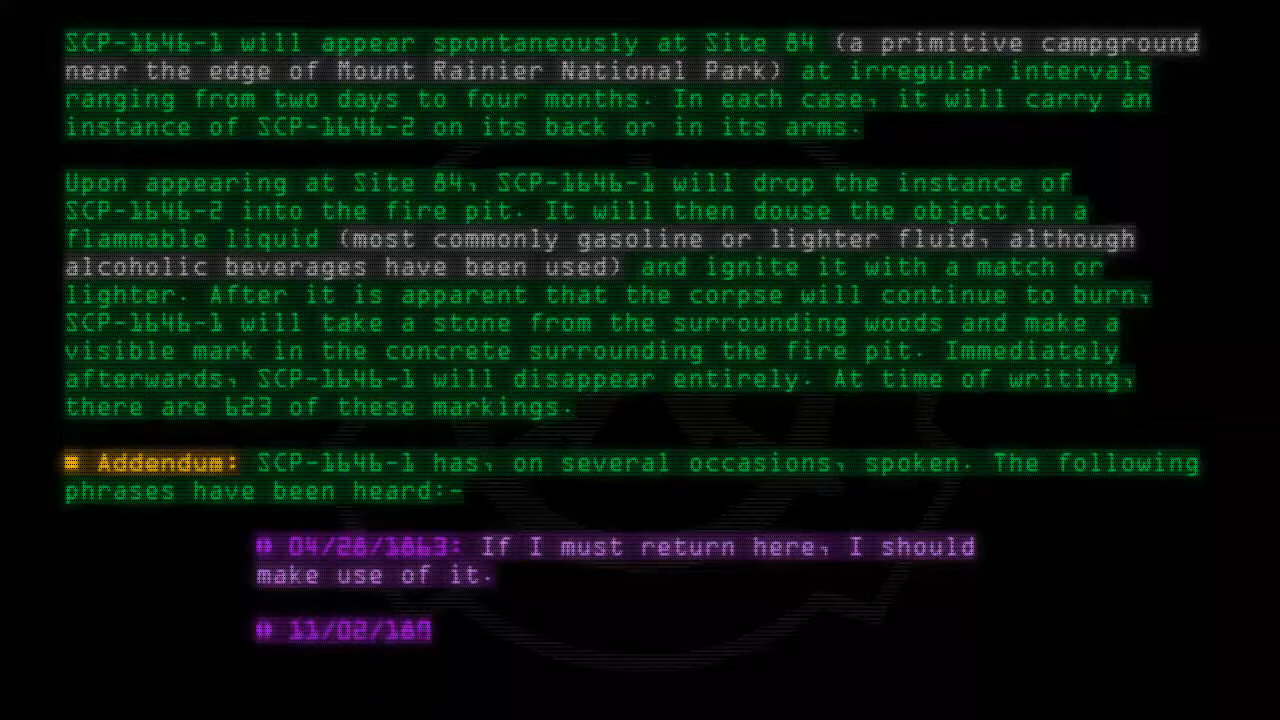 SCP-1646-1 will appear spontaneously at Site 84 (a primitive campground
near the edge of Mount Rainier National Park) at irregular intervals
ranging from two days to four months. In each case, it will carry an
instance of SCP-1646-2 on its back or in its arms.
Upon appearing at Site 84, SCP-1646-1 will drop the instance of
SCP-1646-2 into the fire pit. It will then douse the object in a
flammable liquid (most commonly gasoline or lighter fluid, although
alcoholic beverages have been used) and ignite it with a match or
lighter. After it is apparent that the corpse will continue to burn,
SCP-1646-1 will take a stone from the surrounding woods and make a
visible mark in the concrete surrounding the fire pit. Immediately
afterwards, SCP-1646-1 will disappear entirely. At time of writing,
there are 623 of these markings.
■ Addendum: SCP-1646-1 has, on several occasions, spoken. The following
phrases have been heard:-
# 04/28/1863: If I must return here, I should
make use of it.
# 11/02/18